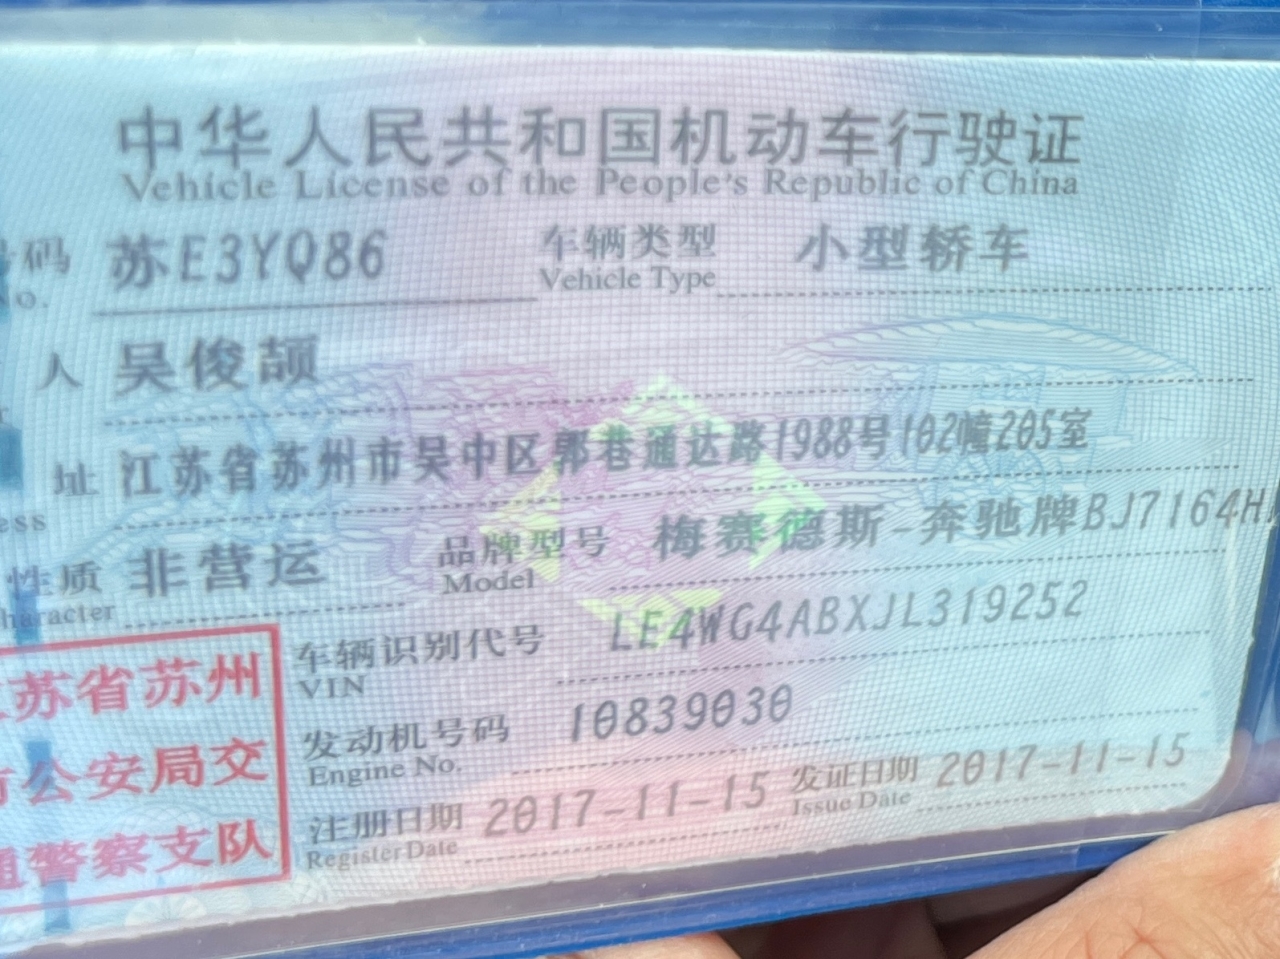 中华人民共和国机动车行驶证
Vehicle License of the People's Republic of China
号码 苏E3YQ86 车辆类型 小型轿车
No. Vehicle Type
人 吴俊颉
址 江苏省苏州市吴中区郭巷通达路1988号102幢205室
ess
性质 非营运 品牌型号 梅赛德斯-奔驰牌BJ7164H
haracter Model
车辆识别代号 LE4WG4ABXJL319252
VIN
发动机号码 10839030
Engine No.
注册日期 2017-11-15 发证日期 2017-11-15
Register Date Issue Date
苏省苏州
公安局交
通警察支队